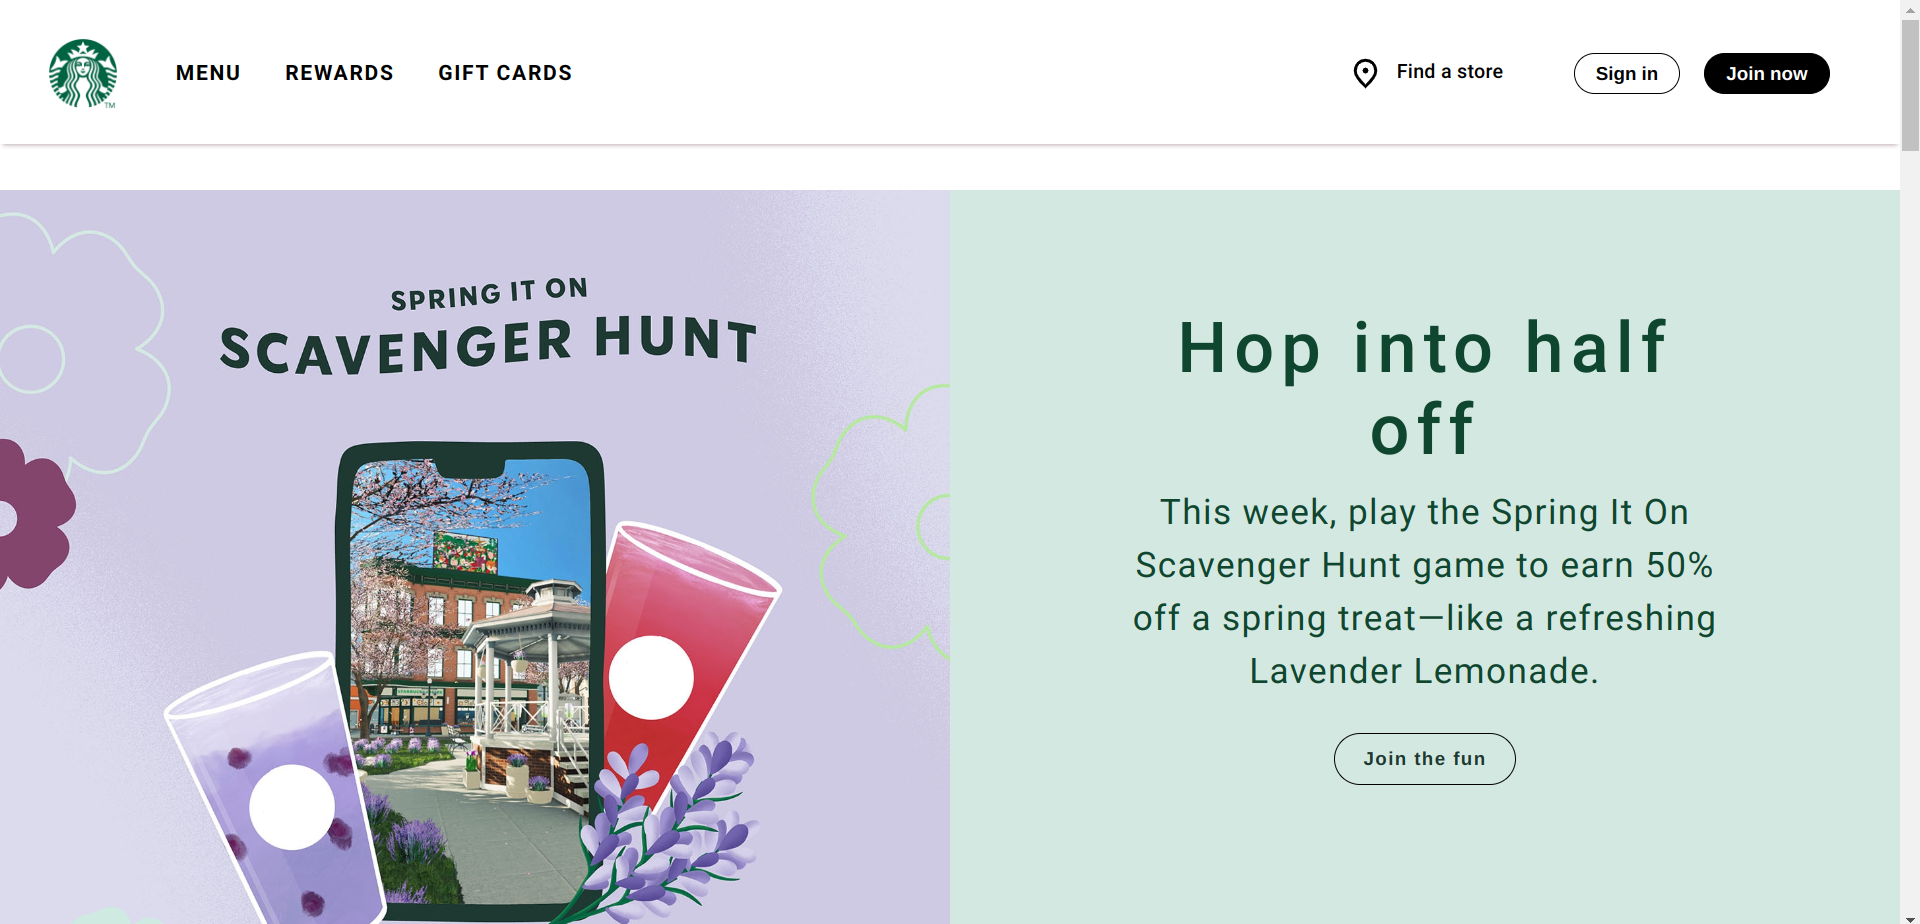 MENU
REWARDS
GIFT CARDS
Find a store
Sign in
Join now
TM
SPRING IT ON
SCAVENGER HUNT
Hop into half
off
This week, play the Spring It On
Scavenger Hunt game to earn 50%
off a spring treat—like a refreshing
Lavender Lemonade.
Join the fun